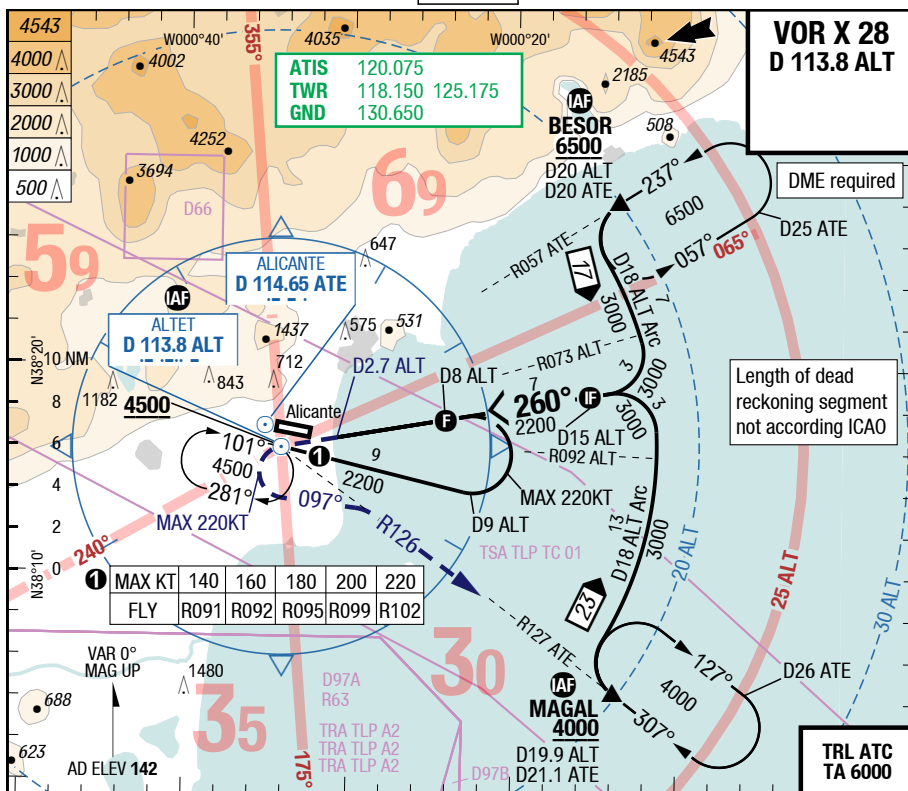 4543
4000
3000
2000
1000
500
W000°40'
355°
4035
W000°20'
4543
4002
2185
4252
3694
508
ATIS 120.075
TWR 118.150 125.175
GND 130.650
VOR X 28
D 113.8 ALT
IAF
BESOR
6500
D20 ALT
D20 ATE
DME required
D66
69
59
237°
6500
057°
065°
D25 ATE
R057 ATE
17
D18 ALT Arc
7
3000
647
ALICANTE
D 114.65 ATE
IAF
ALTET
D 113.8 ALT
N38°20'
10 NM
8
6
4
2
0
N38°10'
1437
575
531
712
843
1182
D2.7 ALT
D8 ALT
R073 ALT
3
3000
4500
Alicante
F
7
260°
2200
IF
D15 ALT
R092 ALT
3
3000
Length of dead
reckoning segment
not according ICAO
101°
4500
281°
1
9
2200
MAX 220KT
D9 ALT
MAX 220KT
097°
R126
TSA TLP TC 01
13
D18 ALT Arc
3000
20 ALT
25 ALT
30 ALT
240°
1
MAX KT 140 160 180 200 220
FLY R091 R092 R095 R099 R102
23
R127 ATE
VAR 0°
MAG UP
1480
688
623
AD ELEV 142
35
30
D97A
R63
TRA TLP A2
TRA TLP A2
TRA TLP A2
175°
D97B
IAF
MAGAL
4000
D19.9 ALT
D21.1 ATE
127°
4000
307°
D26 ATE
TRL ATC
TA 6000